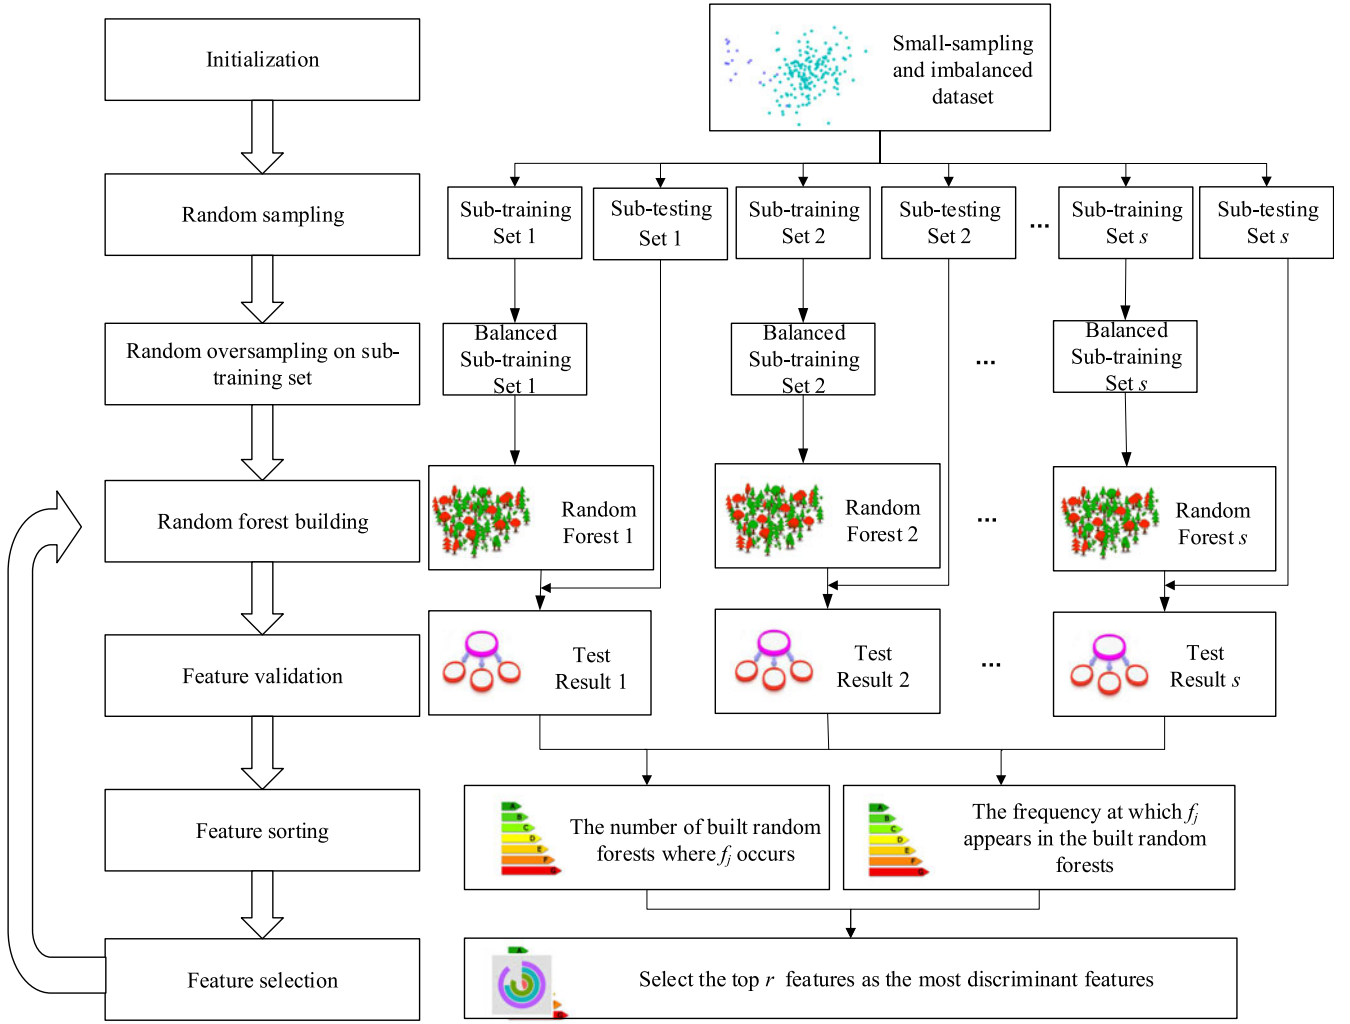 Initialization
Small-sampling
and imbalanced
dataset
Random sampling
Sub-training
Set 1
Sub-testing
Set 1
Sub-training
Set 2
Sub-testing
Set 2
...
Sub-training
Set s
Sub-testing
Set s
Random oversampling on sub-
training set
Balanced
Sub-training
Set 1
Balanced
Sub-training
Set 2
...
Balanced
Sub-training
Set s
Random forest building
Random
Forest 1
Random
Forest 2
...
Random
Forest s
Feature validation
Test
Result 1
Test
Result 2
...
Test
Result s
Feature sorting
A
B
C
D
E
F
G
The number of built random
forests where fj occurs
A
B
C
D
E
F
G
The frequency at which fj
appears in the built random
forests
Feature selection
A
G
Select the top r features as the most discriminant features